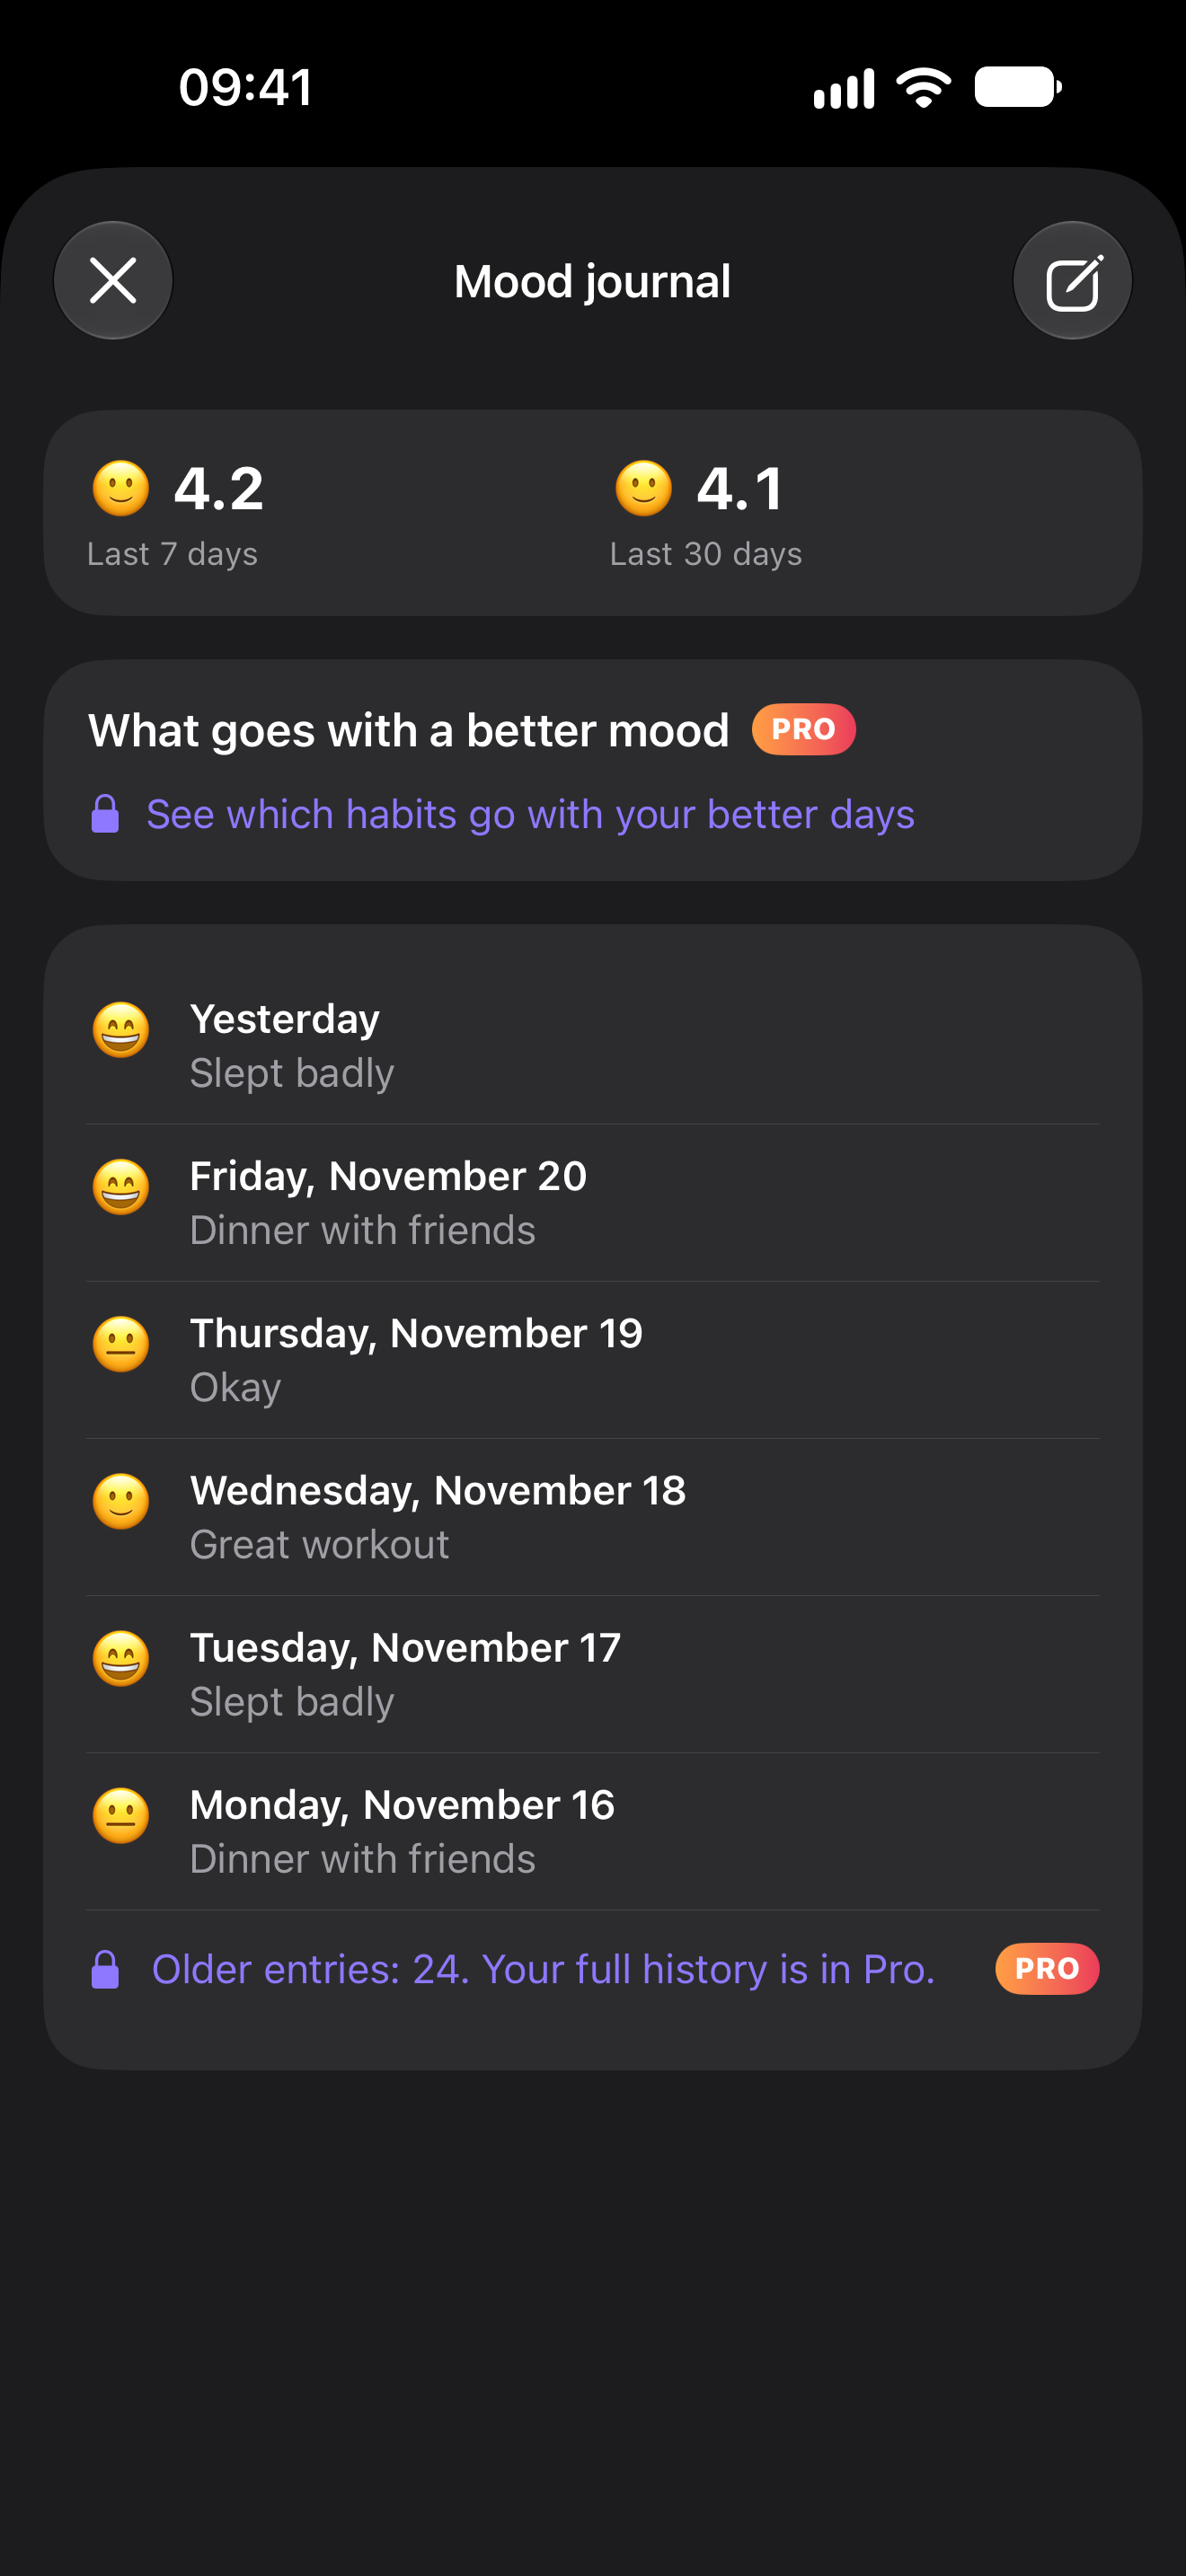 09:41
Mood journal
4.2
4.1
Last 7 days
Last 30 days
What goes with a better mood PRO
See which habits go with your better days
Yesterday
Slept badly
Friday, November 20
Dinner with friends
Thursday, November 19
Okay
Wednesday, November 18
Great workout
Tuesday, November 17
Slept badly
Monday, November 16
Dinner with friends
Older entries: 24. Your full history is in Pro. PRO